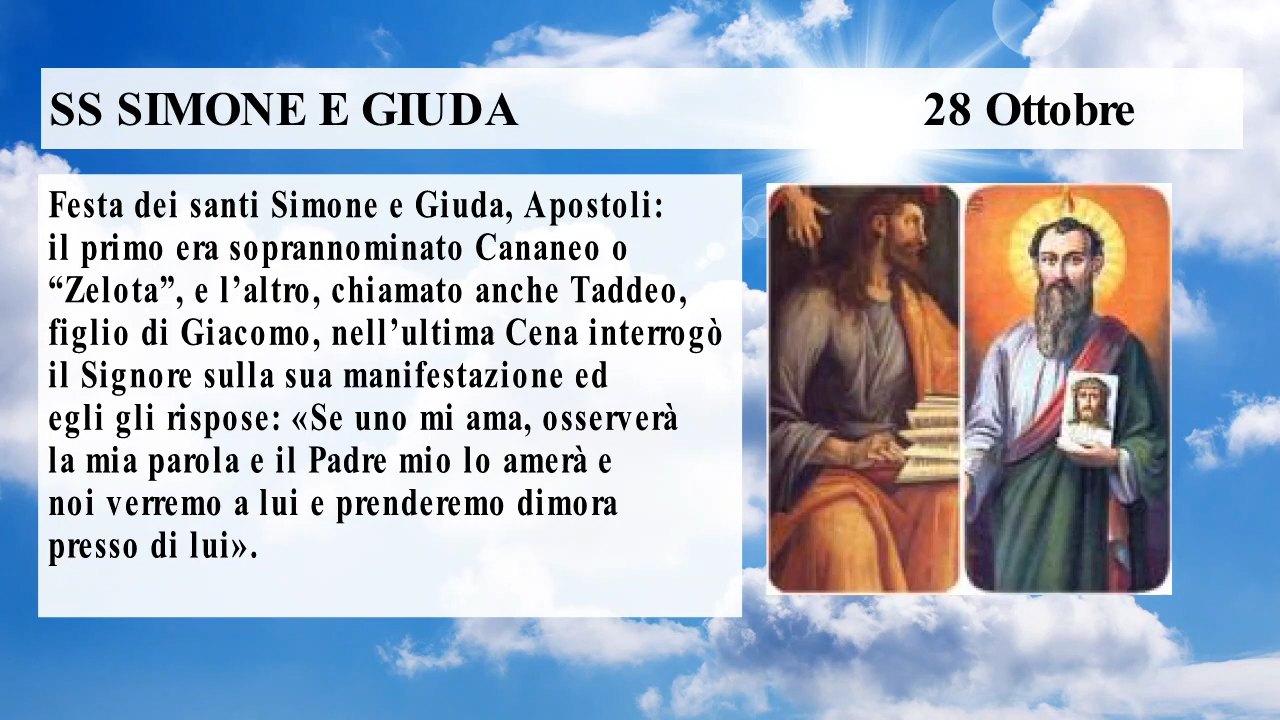 SS SIMONE E GIUDA 28 Ottobre
Festa dei santi Simone e Giuda, Apostoli:
il primo era soprannominato Cananeo o
“Zelota”, e l’altro, chiamato anche Taddeo,
figlio di Giacomo, nell’ultima Cena interrogò
il Signore sulla sua manifestazione ed
egli gli rispose: «Se uno mi ama, osserverà
la mia parola e il Padre mio lo amerà e
noi verremo a lui e prenderemo dimora
presso di lui».